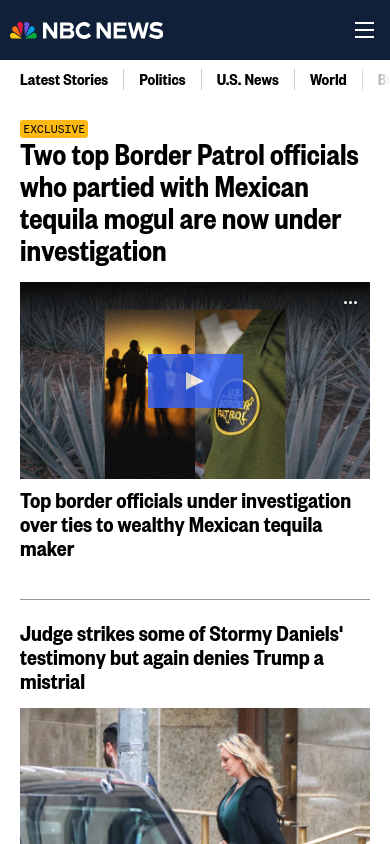 NBC NEWS
Latest Stories
Politics
U.S. News
World
EXCLUSIVE
Two top Border Patrol officials
who partied with Mexican
tequila mogul are now under
investigation
U.S.
BORDER
PATROL
Top border officials under investigation
over ties to wealthy Mexican tequila
maker
Judge strikes some of Stormy Daniels'
testimony but again denies Trump a
mistrial